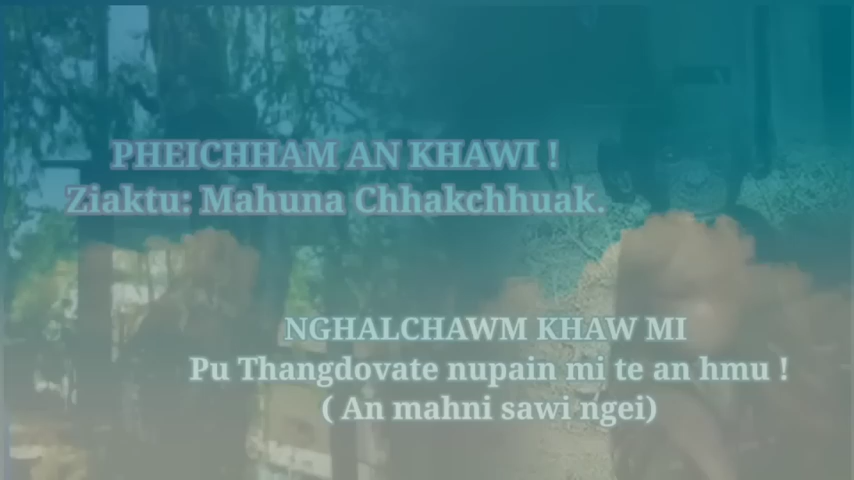 PHEICHHAM AN KHAWI !
Ziaktu: Mahuna Chhakchhuak.
NGHALCHAWM KHAW MI
Pu Thangdovate nupain mi te an hmu !
( An mahni sawi ngei)